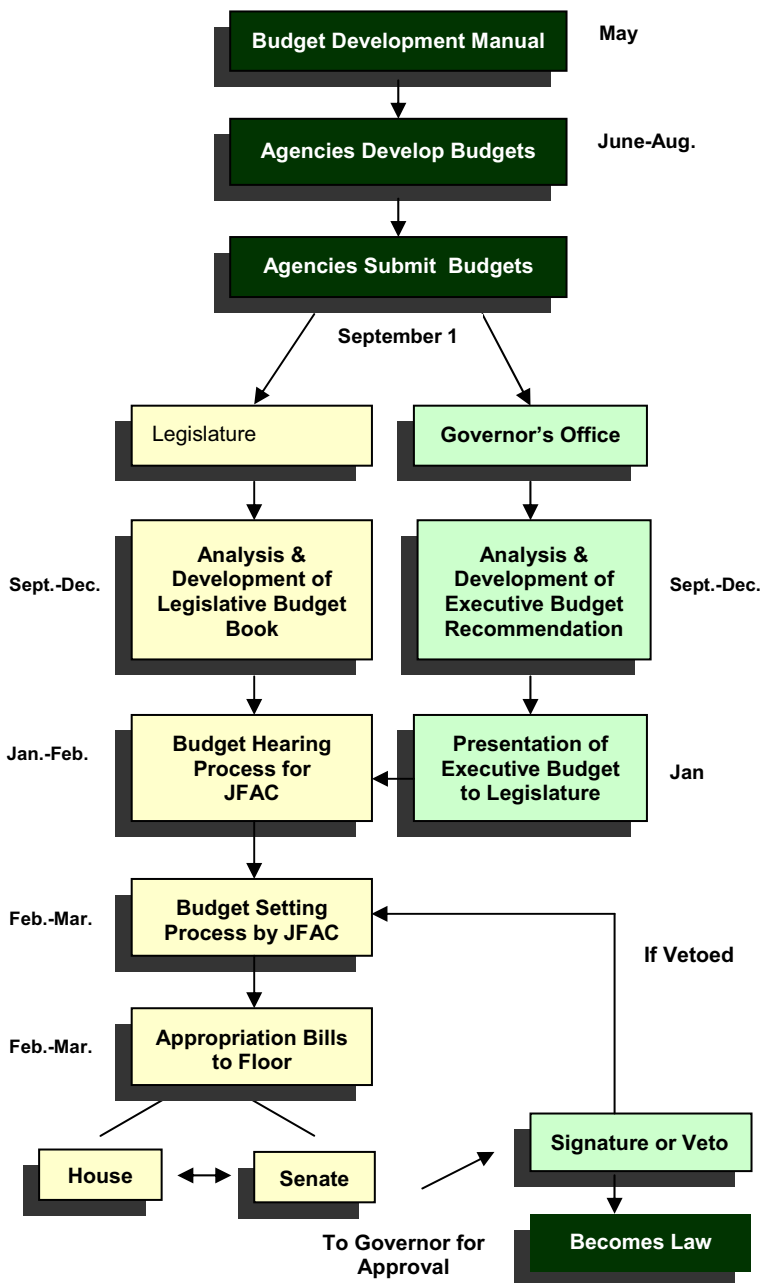 Budget Development Manual
May
Agencies Develop Budgets
June-Aug.
Agencies Submit Budgets
September 1
Legislature
Governor's Office
Sept.-Dec.
Analysis &
Development of
Legislative Budget
Book
Analysis &
Development of
Executive Budget
Recommendation
Sept.-Dec.
Jan.-Feb.
Budget Hearing
Process for
JFAC
Presentation of
Executive Budget
to Legislature
Jan
Feb.-Mar.
Budget Setting
Process by JFAC
If Vetoed
Feb.-Mar.
Appropriation Bills
to Floor
House
Senate
Signature or Veto
To Governor for
Approval
Becomes Law